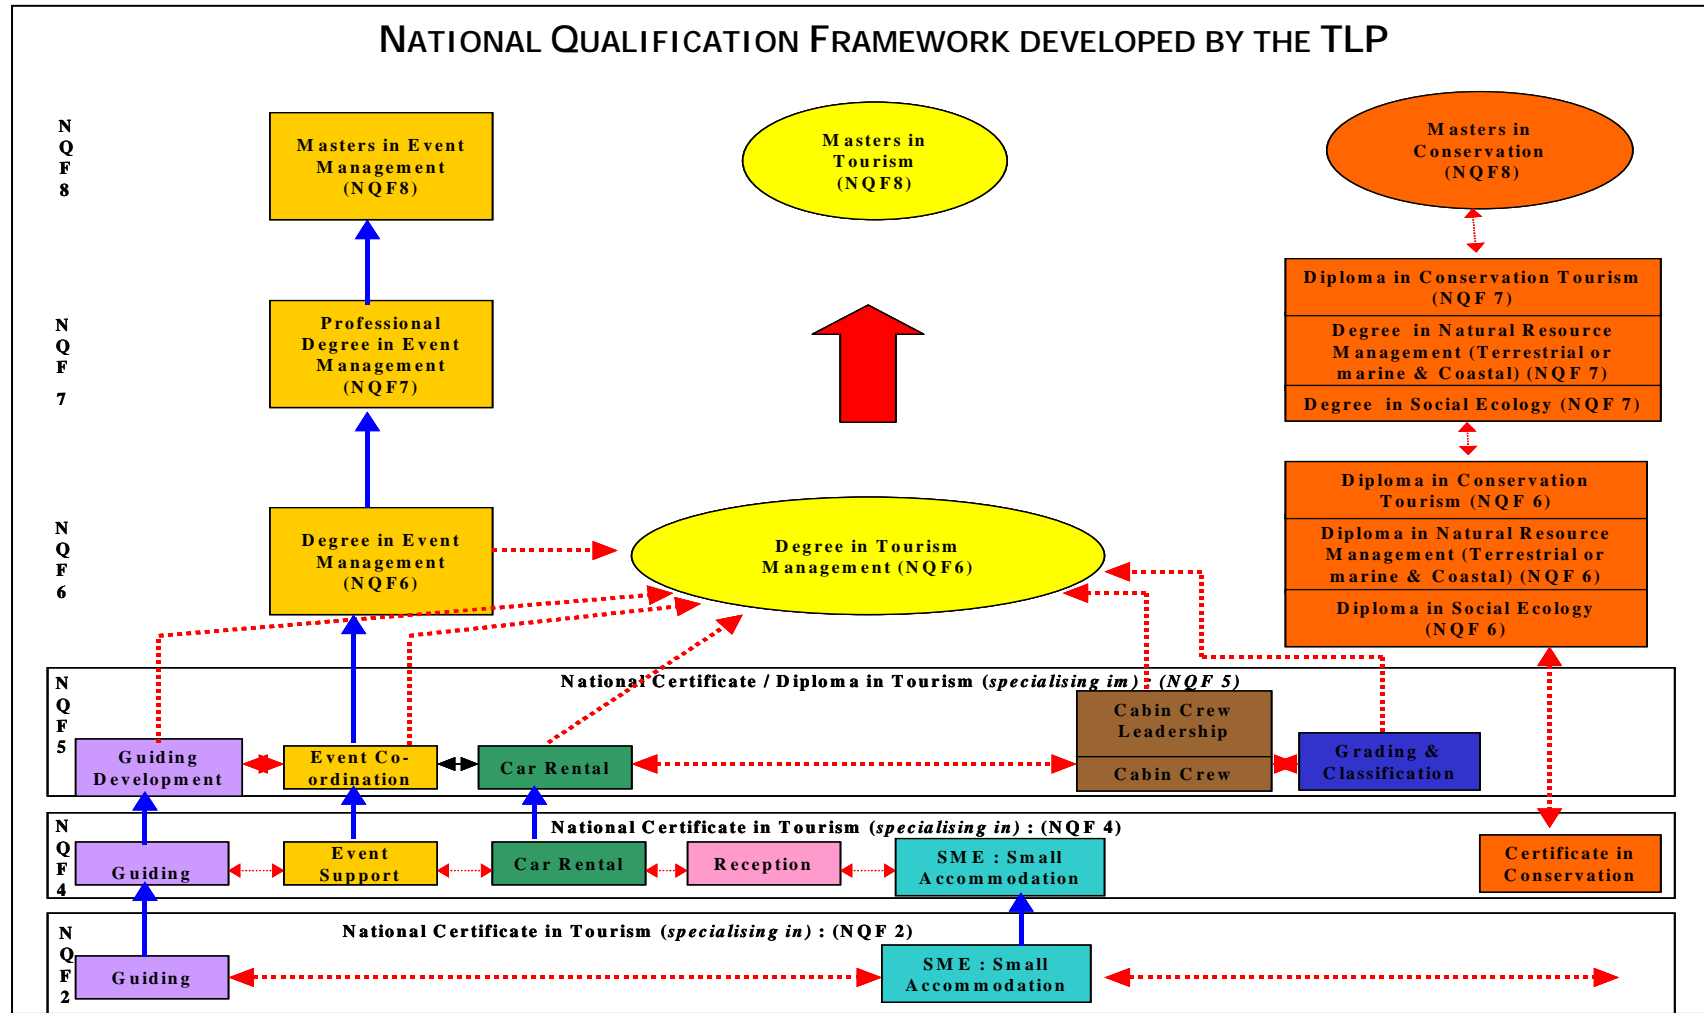 NATIONAL QUALIFICATION FRAMEWORK DEVELOPED BY THE TLP
N
Q
F
8
Masters in Event
Management
(NQF8)
Masters in
Tourism
(NQF8)
Masters in
Conservation
(NQF8)
N
Q
F
7
Professional
Degree in Event
Management
(NQF7)
Diploma in Conservation Tourism
(NQF 7)
Degree in Natural Resource
Management (Terrestrial or
marine & Coastal) (NQF 7)
Degree in Social Ecology (NQF 7)
N
Q
F
6
Degree in Event
Management
(NQF6)
Degree in Tourism
Management (NQF6)
Diploma in Conservation
Tourism (NQF 6)
Diploma in Natural Resource
Management (Terrestrial or
marine & Coastal) (NQF 6)
Diploma in Social Ecology
(NQF 6)
N
Q
F
5
National Certificate / Diploma in Tourism (specialising im) (NQF 5)
Guiding
Development
Event Co-
ordination
Car Rental
Cabin Crew
Leadership
Cabin Crew
Grading &
Classification
N
Q
F
4
National Certificate in Tourism (specialising in) : (NQF 4)
Guiding
Event
Support
Car Rental
Reception
SME : Small
Accommodation
Certificate in
Conservation
N
Q
F
2
National Certificate in Tourism (specialising in) : (NQF 2)
Guiding
SME : Small
Accommodation